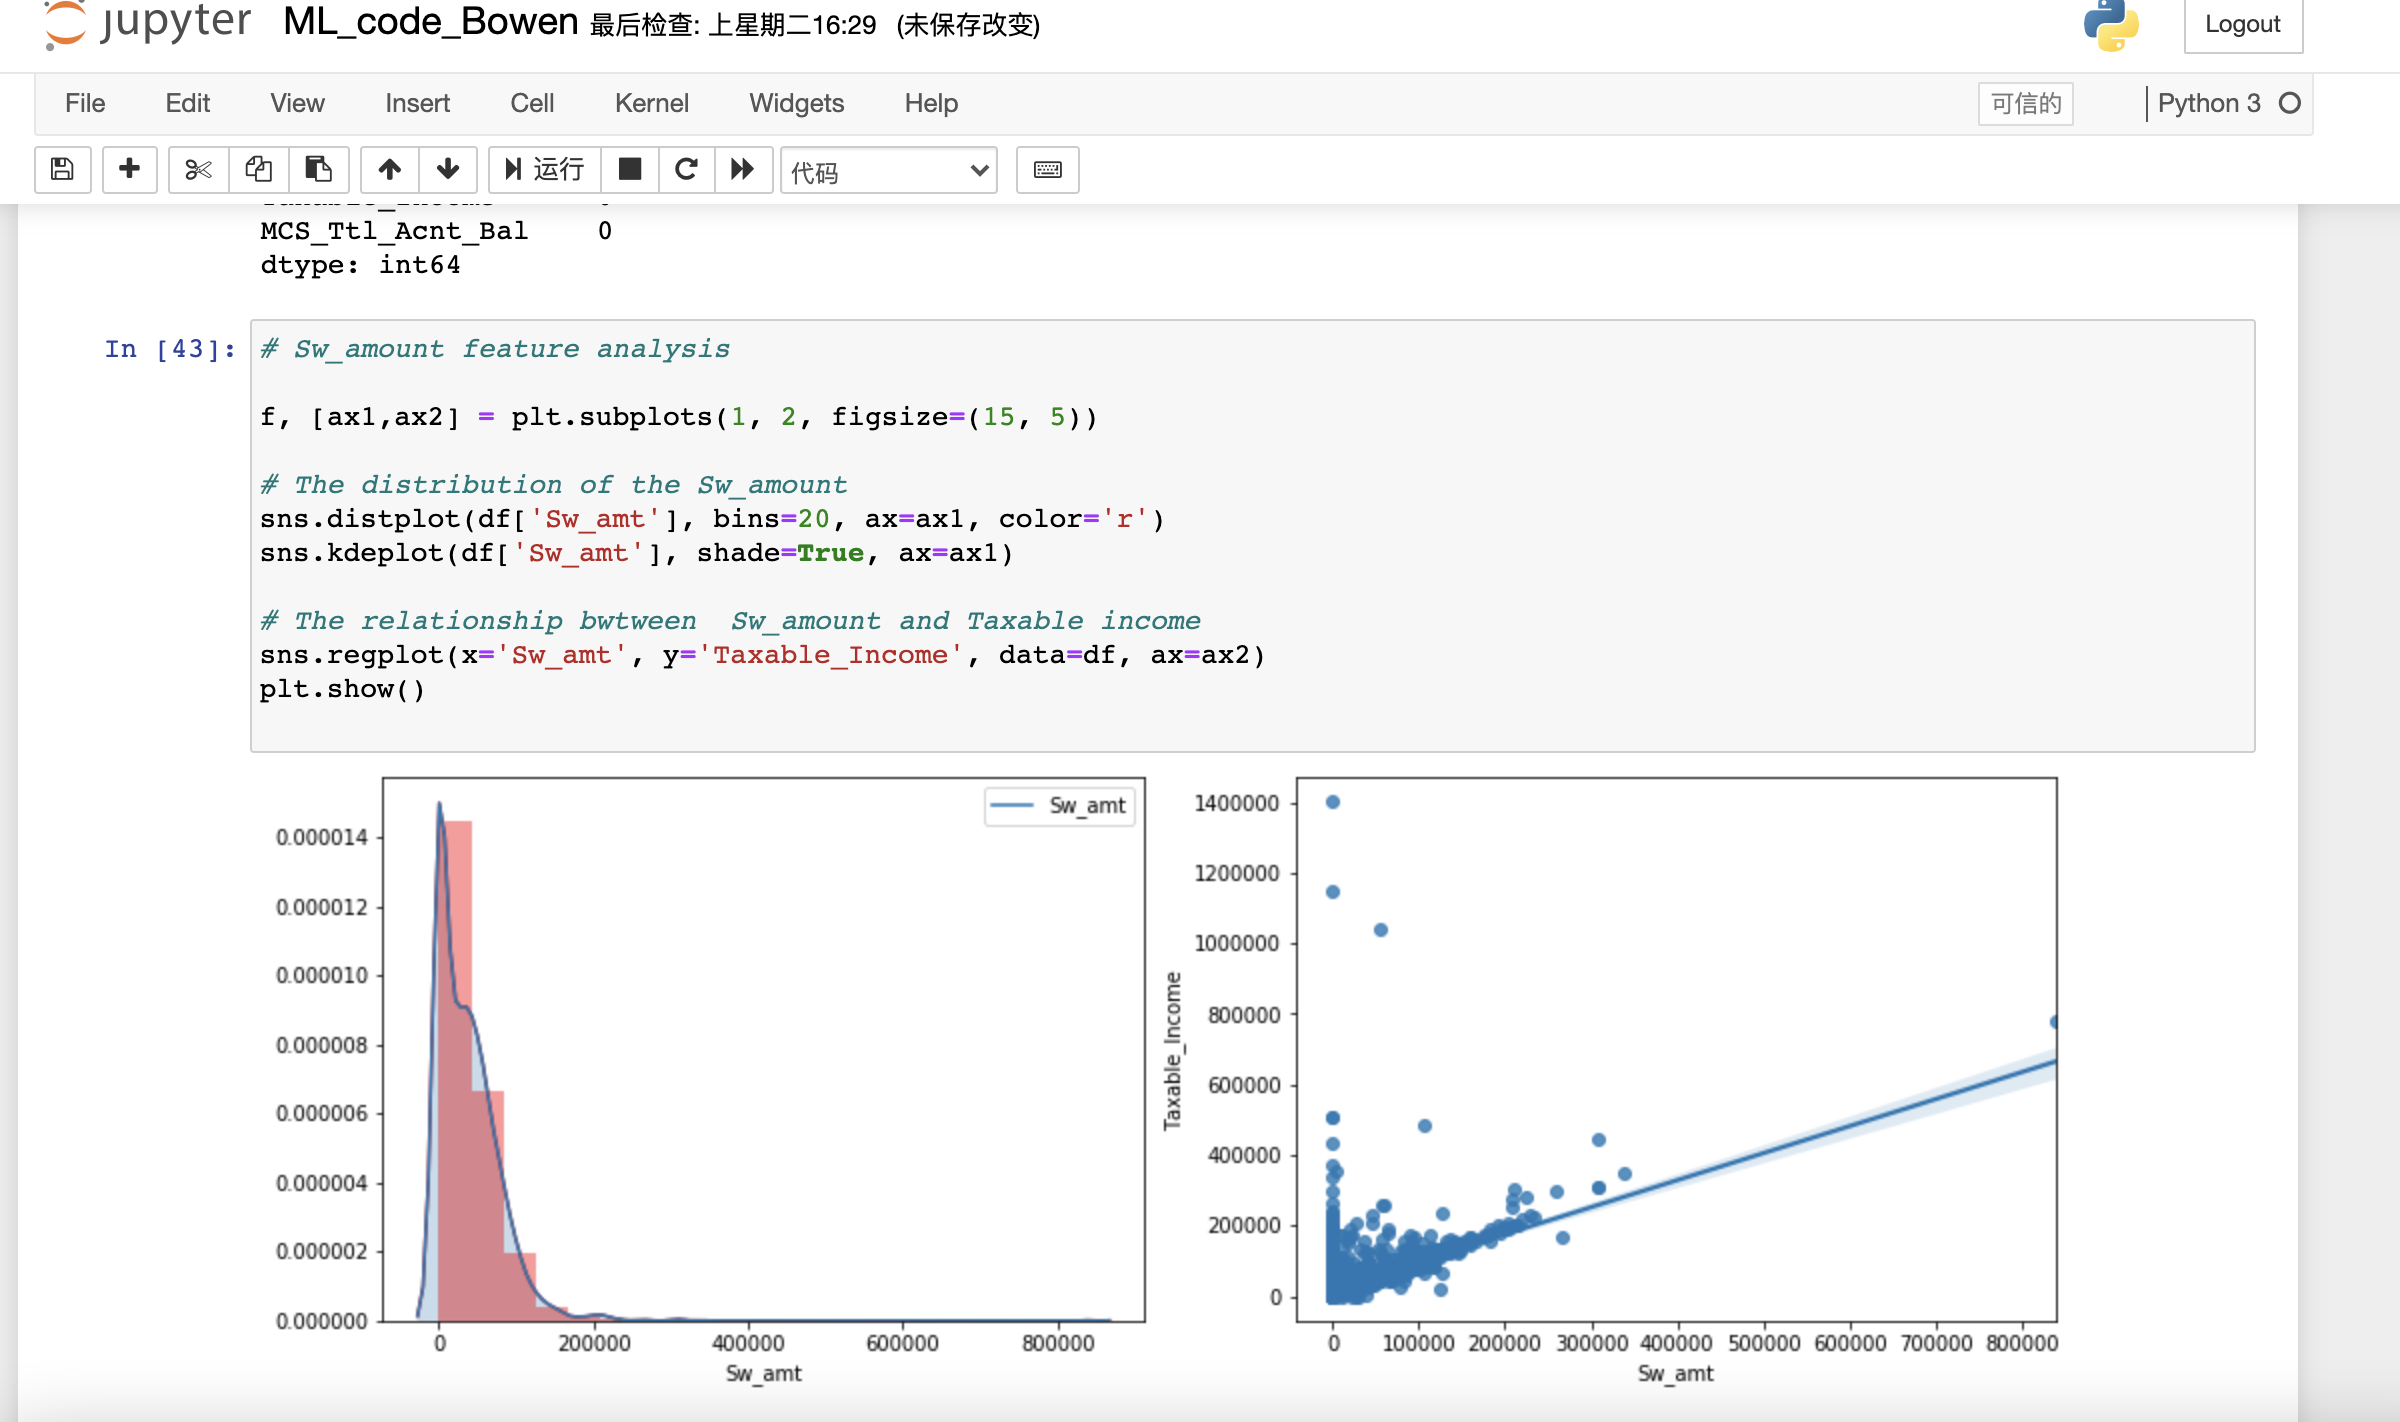 jupyter ML_code_Bowen 最后检查: 上星期二16:29 (未保存改变)
Logout
File Edit View Insert Cell Kernel Widgets Help
可信的
Python 3
运行
代码
MCS_Ttl_Acnt_Bal 0
dtype: int64
In [43]:
# Sw_amount feature analysis
f, [ax1,ax2] = plt.subplots(1, 2, figsize=(15, 5))
# The distribution of the Sw_amount
sns.distplot(df['Sw_amt'], bins=20, ax=ax1, color='r')
sns.kdeplot(df['Sw_amt'], shade=True, ax=ax1)
# The relationship bwtween  Sw_amount and Taxable income
sns.regplot(x='Sw_amt', y='Taxable_Income', data=df, ax=ax2)
plt.show()
Sw_amt
0.000014
0.000012
0.000010
0.000008
0.000006
0.000004
0.000002
0.000000
0 200000 400000 600000 800000
Sw_amt
Taxable_Income
1400000
1200000
1000000
800000
600000
400000
200000
0
0 100000 200000 300000 400000 500000 600000 700000 800000
Sw_amt